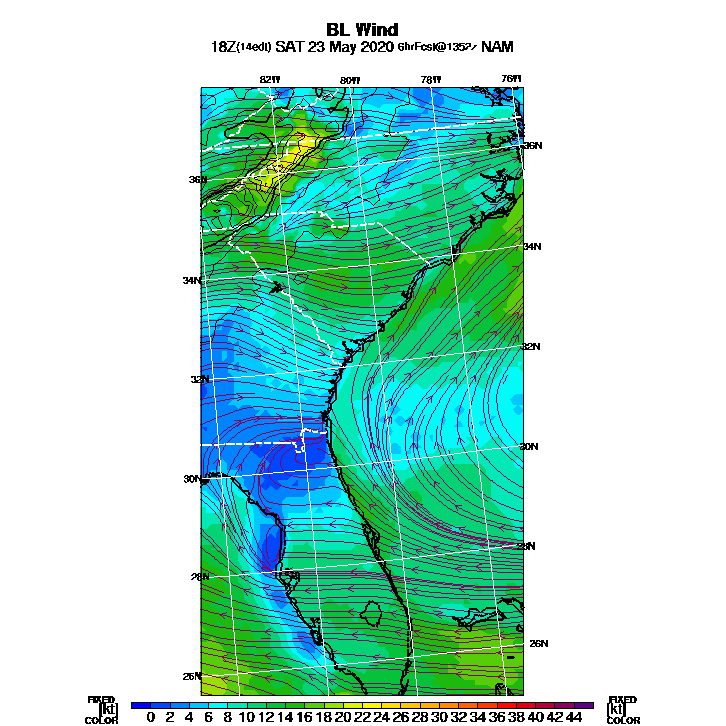 BL Wind
18Z(14edt) SAT 23 May 2020 6hrFcst@1352z NAM
82W 80W 78W 76W
36N
36N
34N
34N
32N
32N
30N
30N
28N
28N
26N
26N
FIXED FIXED
[kt] 0 2 4 6 8 10 12 14 16 18 20 22 24 26 28 30 32 34 36 38 40 42 44 [kt]
COLOR COLOR